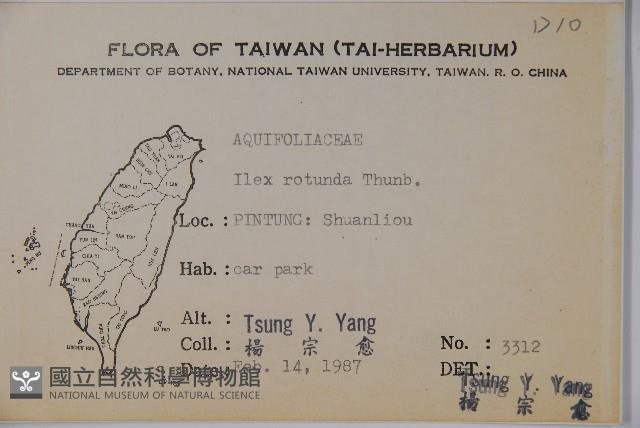 D10
FLORA OF TAIWAN (TAI-HERBARIUM)
DEPARTMENT OF BOTANY, NATIONAL TAIWAN UNIVERSITY, TAIWAN. R. O. CHINA
AQUIFOLIACEAE
Ilex rotunda Thunb.
Loc. : PINTUNG: Shuanliou
Hab. : car park
Alt. :
Tsung Y. Yang
Coll. : 楊 宗 愈
No. : 3312
Date.: Feb. 14, 1987
DET.:
Tsung Y. Yang
楊 宗 愈
國立自然科學博物館
NATIONAL MUSEUM OF NATURAL SCIENCE